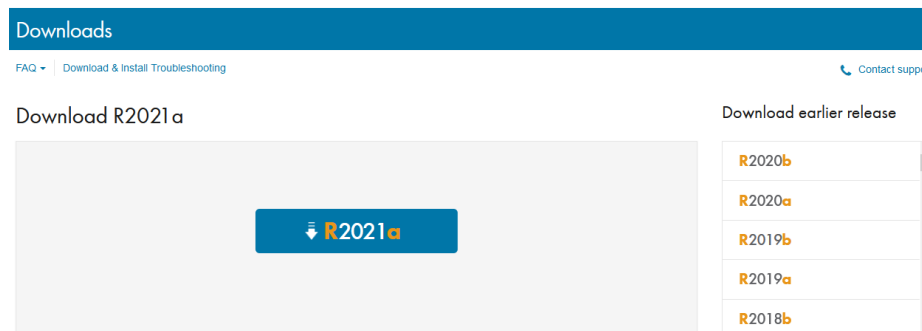 Downloads
FAQ
Download & Install Troubleshooting
Contact supp
Download R2021a
R2021a
Download earlier release
R2020b
R2020a
R2019b
R2019a
R2018b